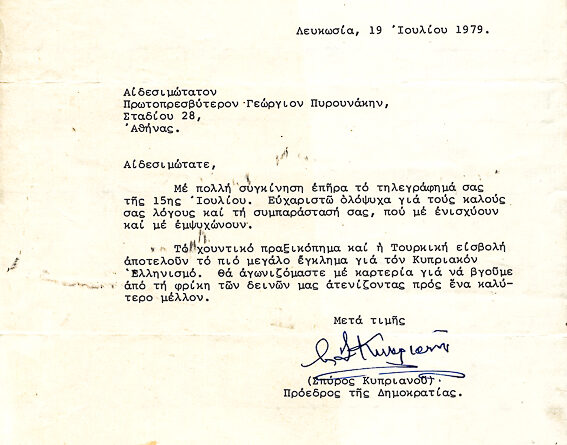 Λευκωσία, 19 Ἰουλίου 1979.
Αἰδεσιμώτατον
Πρωτοπρεσβύτερον Γεώργιον Πυρουνάκην,
Σταδίου 28,
Ἀθήνας.
Αἰδεσιμώτατε,
Μέ πολλή συγκίνηση ἐπῆρα τό τηλεγράφημά σας
τῆς 15ης Ἰουλίου. Εὐχαριστῶ ὁλόψυχα γιά τούς καλούς
σας λόγους καί τή συμπαράστασή σας, πού μέ ἐνισχύουν
καί μέ ἐμψυχώνουν.
Τό χουντικό πραξικόπημα καί ἡ Τουρκική εἰσβολή
ἀποτελοῦν τό πιό μεγάλο ἔγκλημα γιά τόν Κυπριακόν
Ἑλληνισμό. Θά ἀγωνιζόμαστε μέ καρτερία γιά νά βγοῦμε
ἀπό τή φρίκη τῶν δεινῶν μας ἀτενίζοντας πρός ἕνα καλύ-
τερο μέλλον.
Μετά τιμῆς
(Σπῦρος Κυπριανοῦ)
Πρόεδρος τῆς Δημοκρατίας.